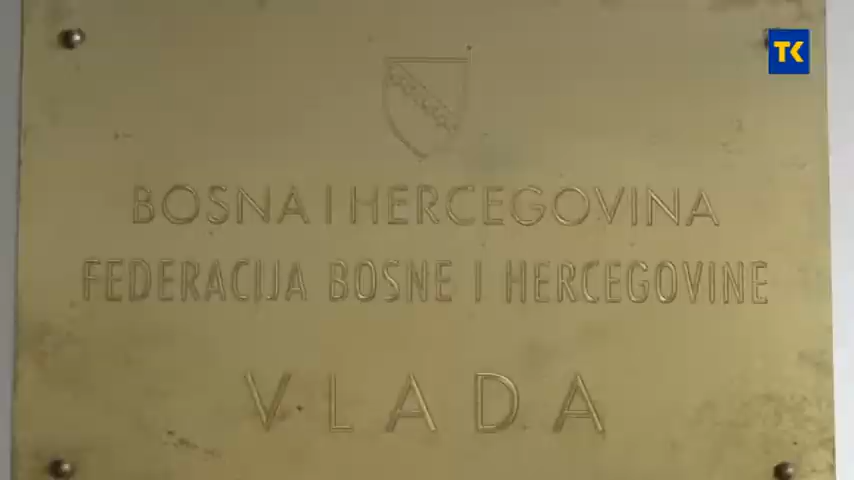 TK
BOSNA I HERCEGOVINA
FEDERACIJA BOSNE I HERCEGOVINE
VLADA